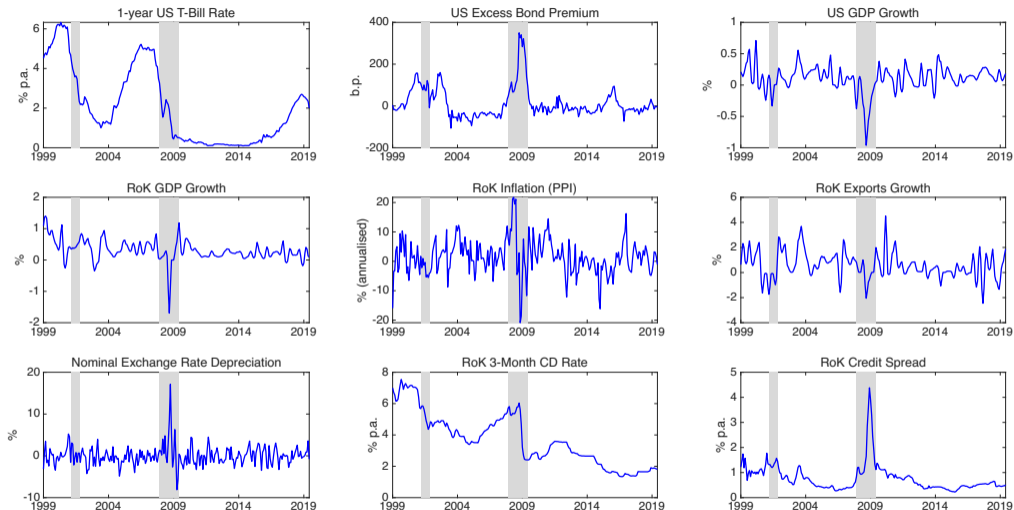 1-year US T-Bill Rate
US Excess Bond Premium
US GDP Growth
% p.a.
6
4
2
0
1999 2004 2009 2014 2019
b.p.
400
200
0
-200
1999 2004 2009 2014 2019
%
1
0.5
0
-0.5
-1
1999 2004 2009 2014 2019
RoK GDP Growth
RoK Inflation (PPI)
RoK Exports Growth
%
2
1
0
-1
-2
1999 2004 2009 2014 2019
% (annualised)
20
10
0
-10
-20
1999 2004 2009 2014 2019
%
6
4
2
0
-2
-4
1999 2004 2009 2014 2019
Nominal Exchange Rate Depreciation
RoK 3-Month CD Rate
RoK Credit Spread
%
20
10
0
-10
1999 2004 2009 2014 2019
% p.a.
8
6
4
2
0
1999 2004 2009 2014 2019
% p.a.
5
4
3
2
1
0
1999 2004 2009 2014 2019